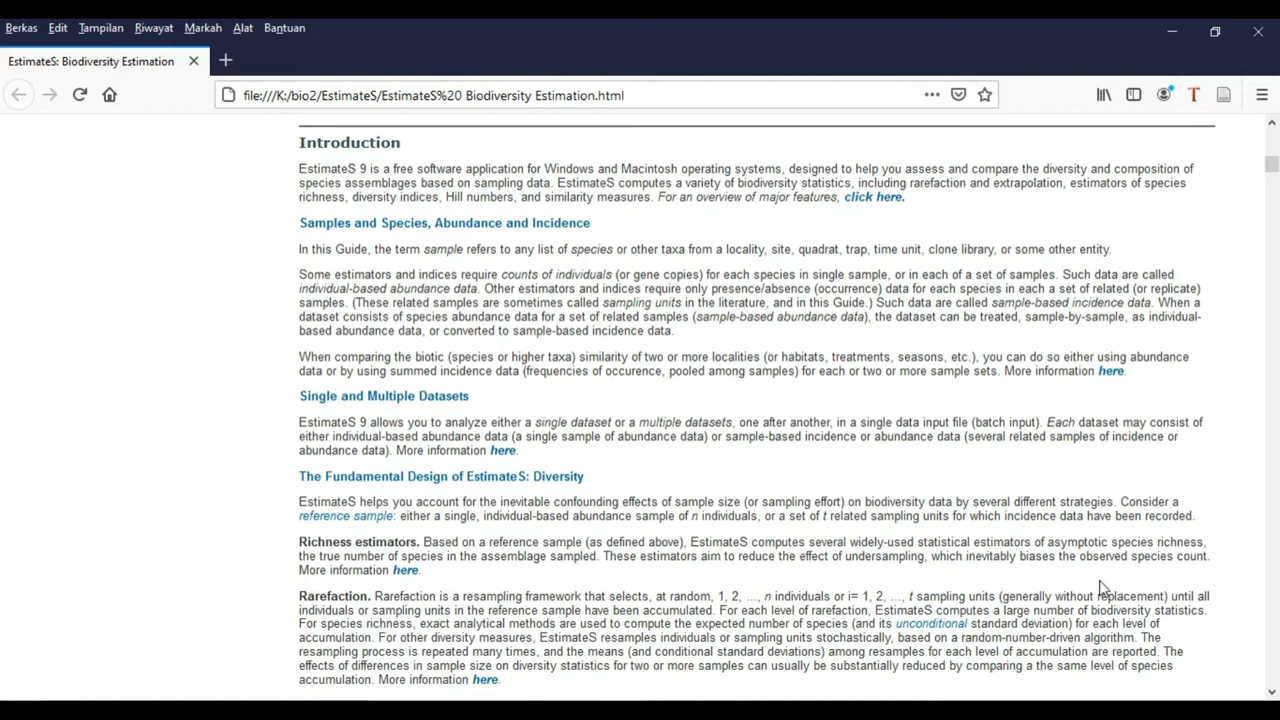 Berkas Edit Tampilan Riwayat Markah Alat Bantuan
EstimateS: Biodiversity Estimation
file:///K:/bio2/EstimateS/EstimateS%20 Biodiversity Estimation.html
Introduction
EstimateS 9 is a free software application for Windows and Macintosh operating systems, designed to help you assess and compare the diversity and composition of
species assemblages based on sampling data. EstimateS computes a variety of biodiversity statistics, including rarefaction and extrapolation, estimators of species
richness, diversity indices, Hill numbers, and similarity measures. For an overview of major features, click here.
Samples and Species, Abundance and Incidence
In this Guide, the term sample refers to any list of species or other taxa from a locality, site, quadrat, trap, time unit, clone library, or some other entity.
Some estimators and indices require counts of individuals (or gene copies) for each species in single sample, or in each of a set of samples. Such data are called
individual-based abundance data. Other estimators and indices require only presence/absence (occurrence) data for each species in each a set of related (or replicate)
samples. (These related samples are sometimes called sampling units in the literature, and in this Guide.) Such data are called sample-based incidence data. When a
dataset consists of species abundance data for a set of related samples (sample-based abundance data), the dataset can be treated, sample-by-sample, as individual-
based abundance data, or converted to sample-based incidence data.
When comparing the biotic (species or higher taxa) similarity of two or more localities (or habitats, treatments, seasons, etc.), you can do so either using abundance
data or by using summed incidence data (frequencies of occurence, pooled among samples) for each or two or more sample sets. More information here.
Single and Multiple Datasets
EstimateS 9 allows you to analyze either a single dataset or a multiple datasets, one after another, in a single data input file (batch input). Each dataset may consist of
either individual-based abundance data (a single sample of abundance data) or sample-based incidence or abundance data (several related samples of incidence or
abundance data). More information here.
The Fundamental Design of EstimateS: Diversity
EstimateS helps you account for the inevitable confounding effects of sample size (or sampling effort) on biodiversity data by several different strategies. Consider a
reference sample: either a single, individual-based abundance sample of n individuals, or a set of t related sampling units for which incidence data have been recorded.
Richness estimators. Based on a reference sample (as defined above), EstimateS computes several widely-used statistical estimators of asymptotic species richness,
the true number of species in the assemblage sampled. These estimators aim to reduce the effect of undersampling, which inevitably biases the observed species count.
More information here.
Rarefaction. Rarefaction is a resampling framework that selects, at random, 1, 2, ..., n individuals or i= 1, 2, ..., t sampling units (generally without replacement) until all
individuals or sampling units in the reference sample have been accumulated. For each level of rarefaction, EstimateS computes a large number of biodiversity statistics.
For species richness, exact analytical methods are used to compute the expected number of species (and its unconditional standard deviation) for each level of
accumulation. For other diversity measures, EstimateS resamples individuals or sampling units stochastically, based on a random-number-driven algorithm. The
resampling process is repeated many times, and the means (and conditional standard deviations) among resamples for each level of accumulation are reported. The
effects of differences in sample size on diversity statistics for two or more samples can usually be substantially reduced by comparing a the same level of species
accumulation. More information here.